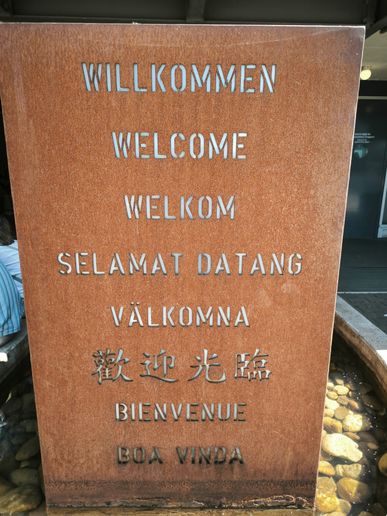 WILLKOMMEN
WELCOME
WELKOM
SELAMAT DATANG
VÄLKOMNA
歡迎光臨
BIENVENUE
BOA VINDA